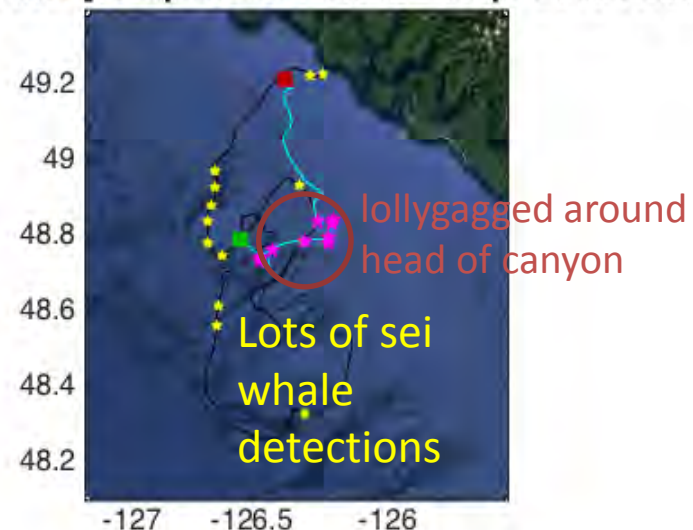 49.2
49
48.8
48.6
48.4
48.2
lollygagged around
head of canyon
Lots of sei
whale
detections
-127
-126.5
-126